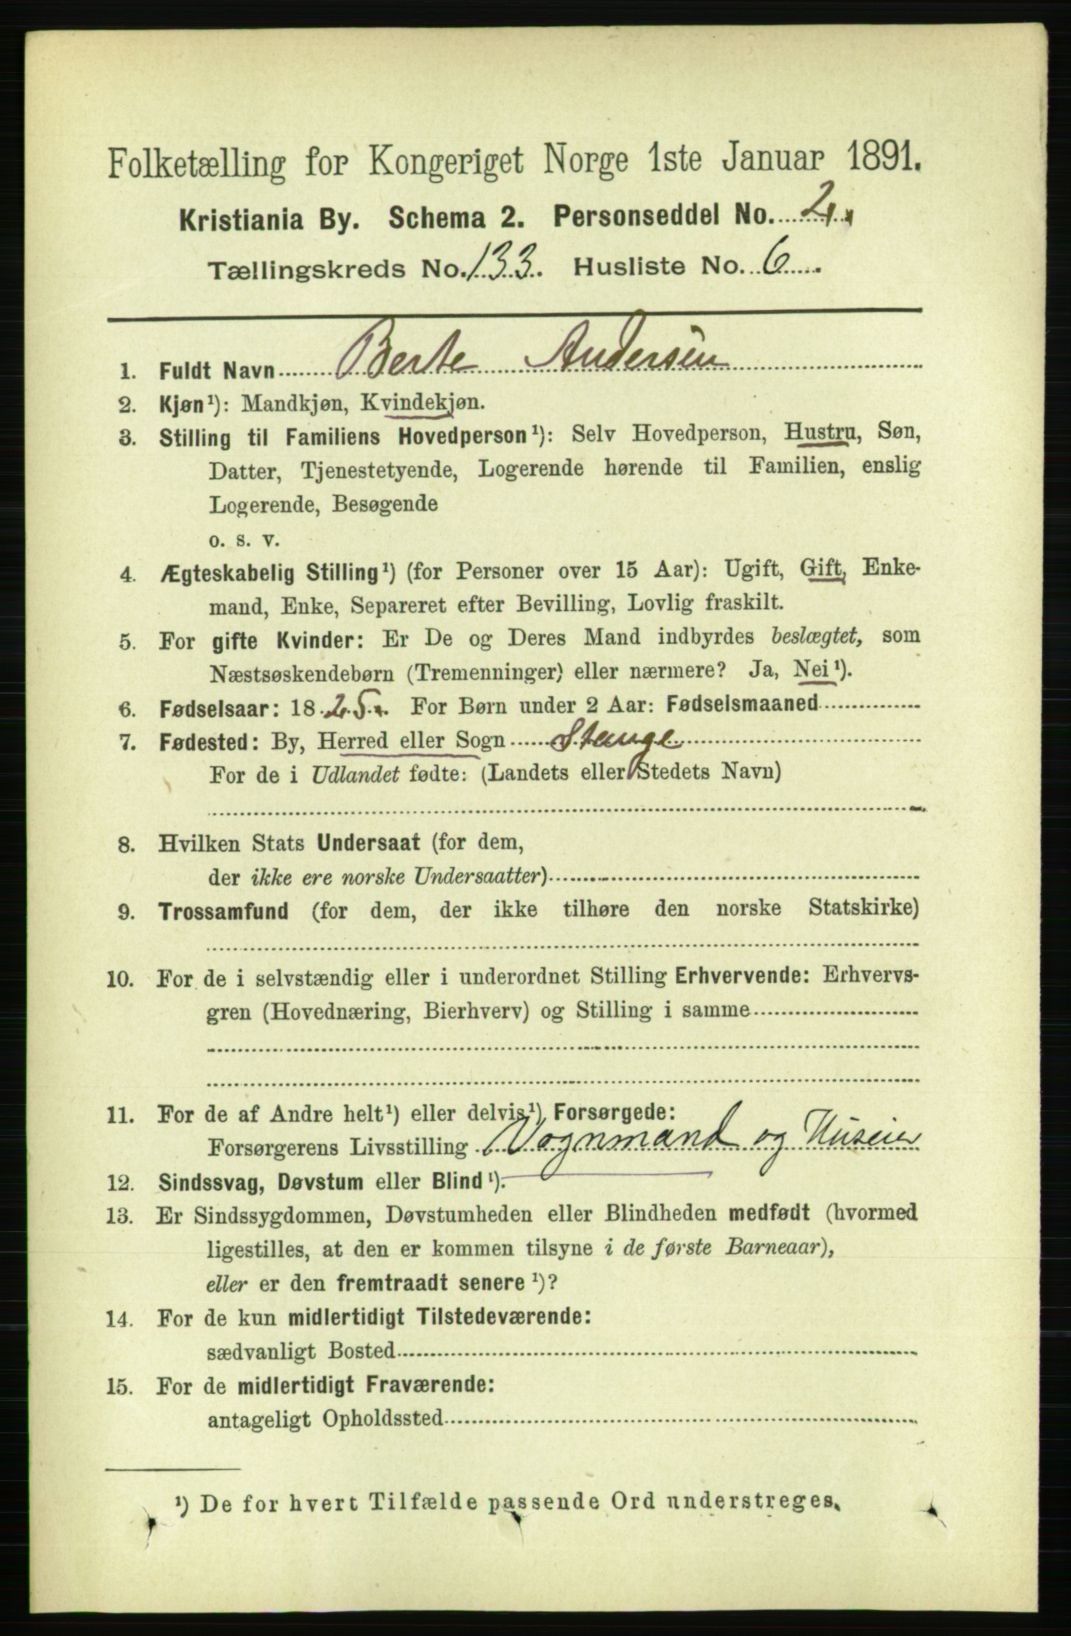 Folketælling for Kongeriget Norge 1ste Januar 1891.
Kristiania By. Schema 2. Personseddel No. 2.
Tællingskreds No. 133. Husliste No. 6.
1. Fuldt Navn Berte Andersen
2. Kjøn¹): Mandkjøn, Kvindekjøn.
3. Stilling til Familiens Hovedperson¹): Selv Hovedperson, Hustru, Søn,
Datter, Tjenestetyende, Logerende hørende til Familien, enslig
Logerende, Besøgende
o. s. v.
4. Ægteskabelig Stilling¹) (for Personer over 15 Aar): Ugift, Gift, Enke-
mand, Enke, Separeret efter Bevilling, Lovlig fraskilt.
5. For gifte Kvinder: Er De og Deres Mand indbyrdes beslægtet, som
Næstsøskendebørn (Tremenninger) eller nærmere? Ja, Nei¹).
6. Fødselsaar: 1825. For Børn under 2 Aar: Fødselsmaaned
7. Fødested: By, Herred eller Sogn Stange
For de i Udlandet fødte: (Landets eller Stedets Navn)
8. Hvilken Stats Undersaat (for dem,
der ikke ere norske Undersaatter)
9. Trossamfund (for dem, der ikke tilhøre den norske Statskirke)
10. For de i selvstændig eller i underordnet Stilling Erhvervende: Erhvervs-
gren (Hovednæring, Bierhverv) og Stilling i samme
11. For de af Andre helt¹) eller delvis¹) Forsørgede:
Forsørgerens Livsstilling Vognmand og Huseier
12. Sindssvag, Døvstum eller Blind¹).
13. Er Sindssygdommen, Døvstumheden eller Blindheden medfødt (hvormed
ligestilles, at den er kommen tilsyne i de første Barneaar),
eller er den fremtraadt senere¹)?
14. For de kun midlertidigt Tilstedeværende:
sædvanligt Bosted
15. For de midlertidigt Fraværende:
antageligt Opholdssted
¹) De for hvert Tilfælde passende Ord understreges.